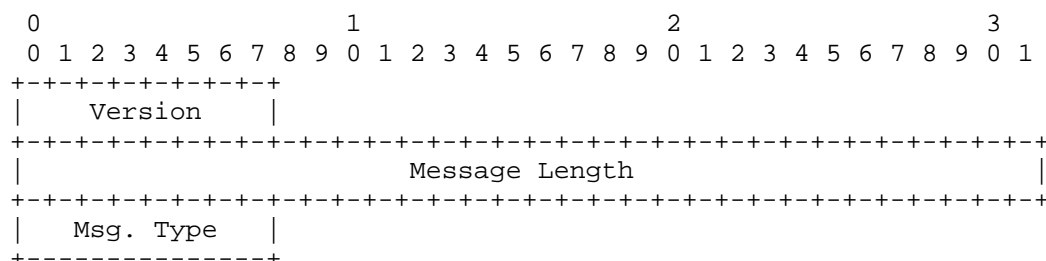 0                   1                   2                   3
 0 1 2 3 4 5 6 7 8 9 0 1 2 3 4 5 6 7 8 9 0 1 2 3 4 5 6 7 8 9 0 1
+-+-+-+-+-+-+-+-+
|    Version    |
+-+-+-+-+-+-+-+-+-+-+-+-+-+-+-+-+-+-+-+-+-+-+-+-+-+-+-+-+-+-+-+-+
|                        Message Length                         |
+-+-+-+-+-+-+-+-+-+-+-+-+-+-+-+-+-+-+-+-+-+-+-+-+-+-+-+-+-+-+-+-+
|   Msg. Type   |
+---------------+